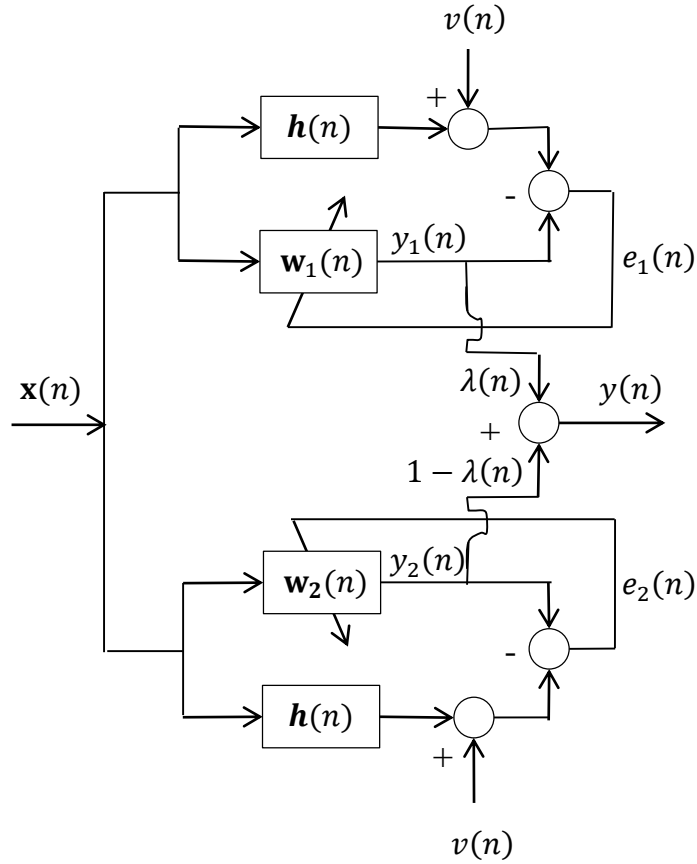 v(n)
+
h(n)
-
w₁(n)
y₁(n)
e₁(n)
x(n)
λ(n)
y(n)
+
1 − λ(n)
w₂(n)
y₂(n)
e₂(n)
-
h(n)
+
v(n)